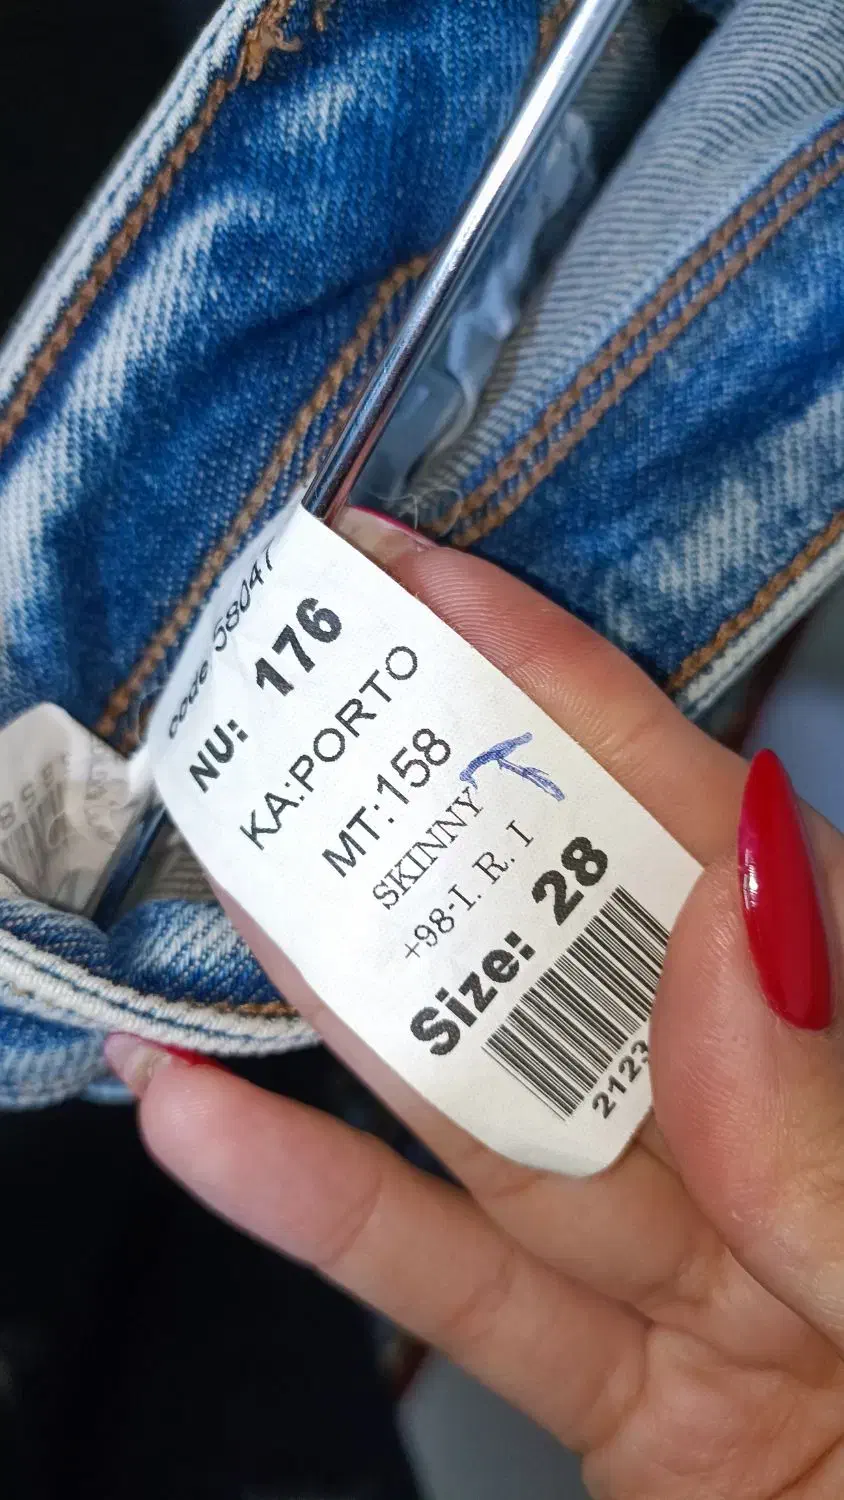 code 58047
NU: 176
KA:PORTO
MT:158
SKINNY
+98-I. R. I
Size: 28
2123